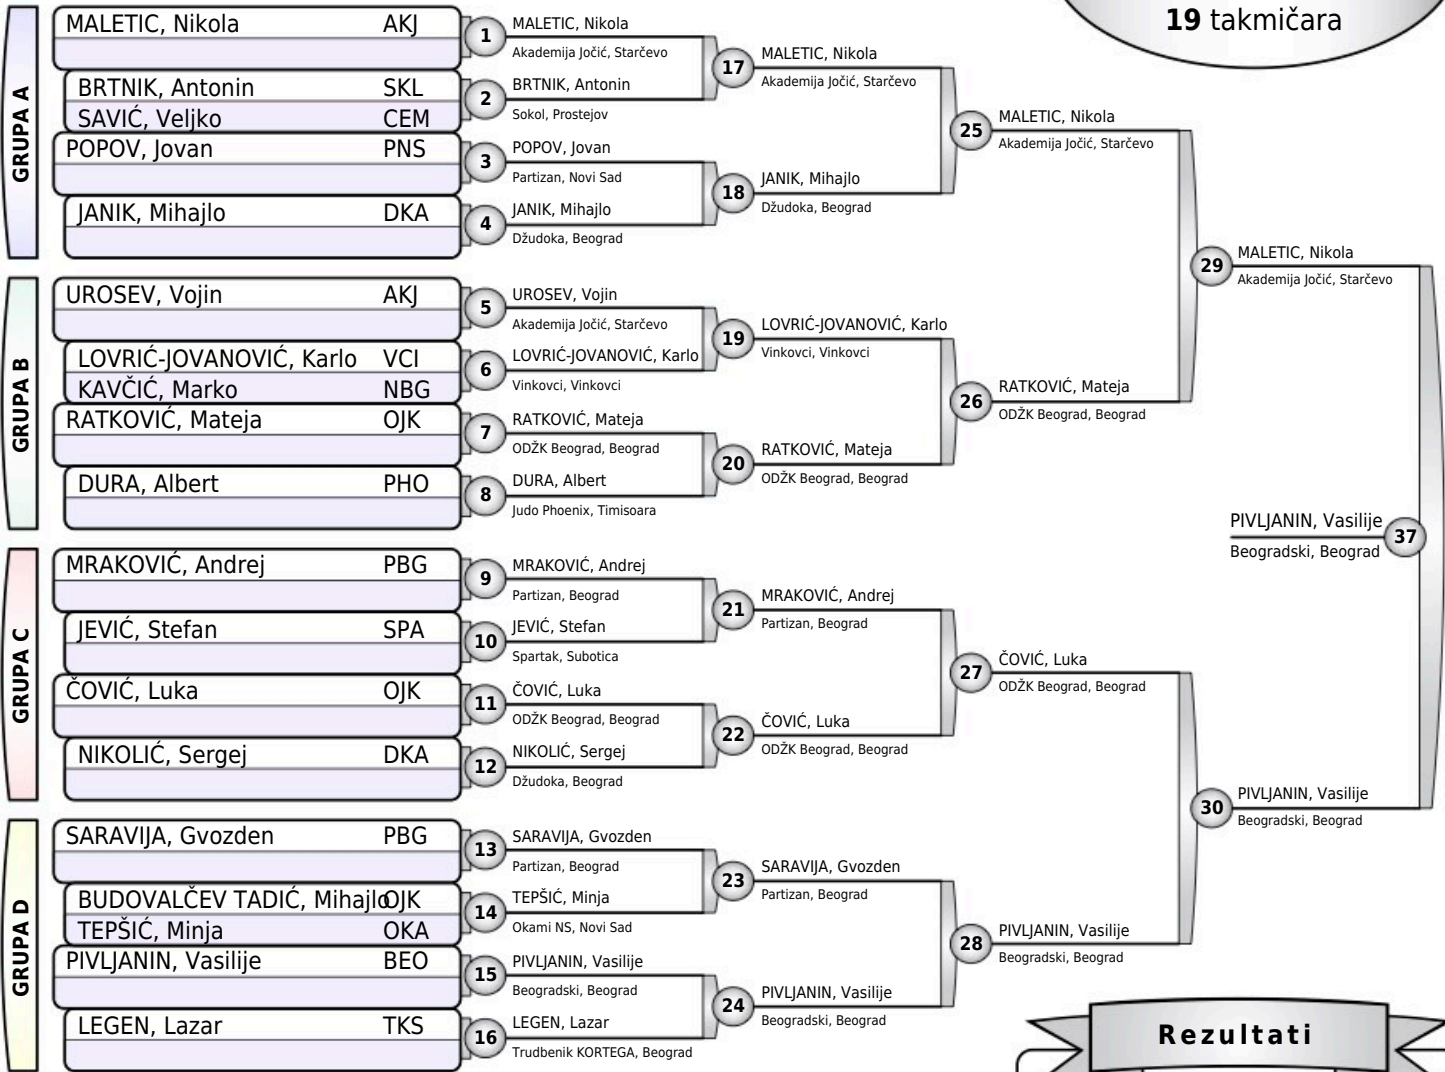 19 takmičara
GRUPA A
MALETIC, Nikola AKJ
BRTNIK, Antonin SKL
SAVIĆ, Veljko CEM
POPOV, Jovan PNS
JANIK, Mihajlo DKA
GRUPA B
UROSEV, Vojin AKJ
LOVRIĆ-JOVANOVIĆ, Karlo VCI
KAVČIĆ, Marko NBG
RATKOVIĆ, Mateja OJK
DURA, Albert PHO
GRUPA C
MRAKOVIĆ, Andrej PBG
JEVIĆ, Stefan SPA
ČOVIĆ, Luka OJK
NIKOLIĆ, Sergej DKA
GRUPA D
SARAVIJA, Gvozden PBG
BUDOVALČEV TADIĆ, Mihajlo OJK
TEPŠIĆ, Minja OKA
PIVLJANIN, Vasilije BEO
LEGEN, Lazar TKS
1 MALETIC, Nikola
Akademija Jočić, Starčevo
2 BRTNIK, Antonin
Sokol, Prostejov
3 POPOV, Jovan
Partizan, Novi Sad
4 JANIK, Mihajlo
Džudoka, Beograd
5 UROSEV, Vojin
Akademija Jočić, Starčevo
6 LOVRIĆ-JOVANOVIĆ, Karlo
Vinkovci, Vinkovci
7 RATKOVIĆ, Mateja
ODŽK Beograd, Beograd
8 DURA, Albert
Judo Phoenix, Timisoara
9 MRAKOVIĆ, Andrej
Partizan, Beograd
10 JEVIĆ, Stefan
Spartak, Subotica
11 ČOVIĆ, Luka
ODŽK Beograd, Beograd
12 NIKOLIĆ, Sergej
Džudoka, Beograd
13 SARAVIJA, Gvozden
Partizan, Beograd
14 TEPŠIĆ, Minja
Okami NS, Novi Sad
15 PIVLJANIN, Vasilije
Beogradski, Beograd
16 LEGEN, Lazar
Trudbenik KORTEGA, Beograd
17 MALETIC, Nikola
Akademija Jočić, Starčevo
18 JANIK, Mihajlo
Džudoka, Beograd
19 LOVRIĆ-JOVANOVIĆ, Karlo
Vinkovci, Vinkovci
20 RATKOVIĆ, Mateja
ODŽK Beograd, Beograd
21 MRAKOVIĆ, Andrej
Partizan, Beograd
22 ČOVIĆ, Luka
ODŽK Beograd, Beograd
23 SARAVIJA, Gvozden
Partizan, Beograd
24 PIVLJANIN, Vasilije
Beogradski, Beograd
25 MALETIC, Nikola
Akademija Jočić, Starčevo
26 RATKOVIĆ, Mateja
ODŽK Beograd, Beograd
27 ČOVIĆ, Luka
ODŽK Beograd, Beograd
28 PIVLJANIN, Vasilije
Beogradski, Beograd
29 MALETIC, Nikola
Akademija Jočić, Starčevo
30 PIVLJANIN, Vasilije
Beogradski, Beograd
PIVLJANIN, Vasilije 37
Beogradski, Beograd
Rezultati